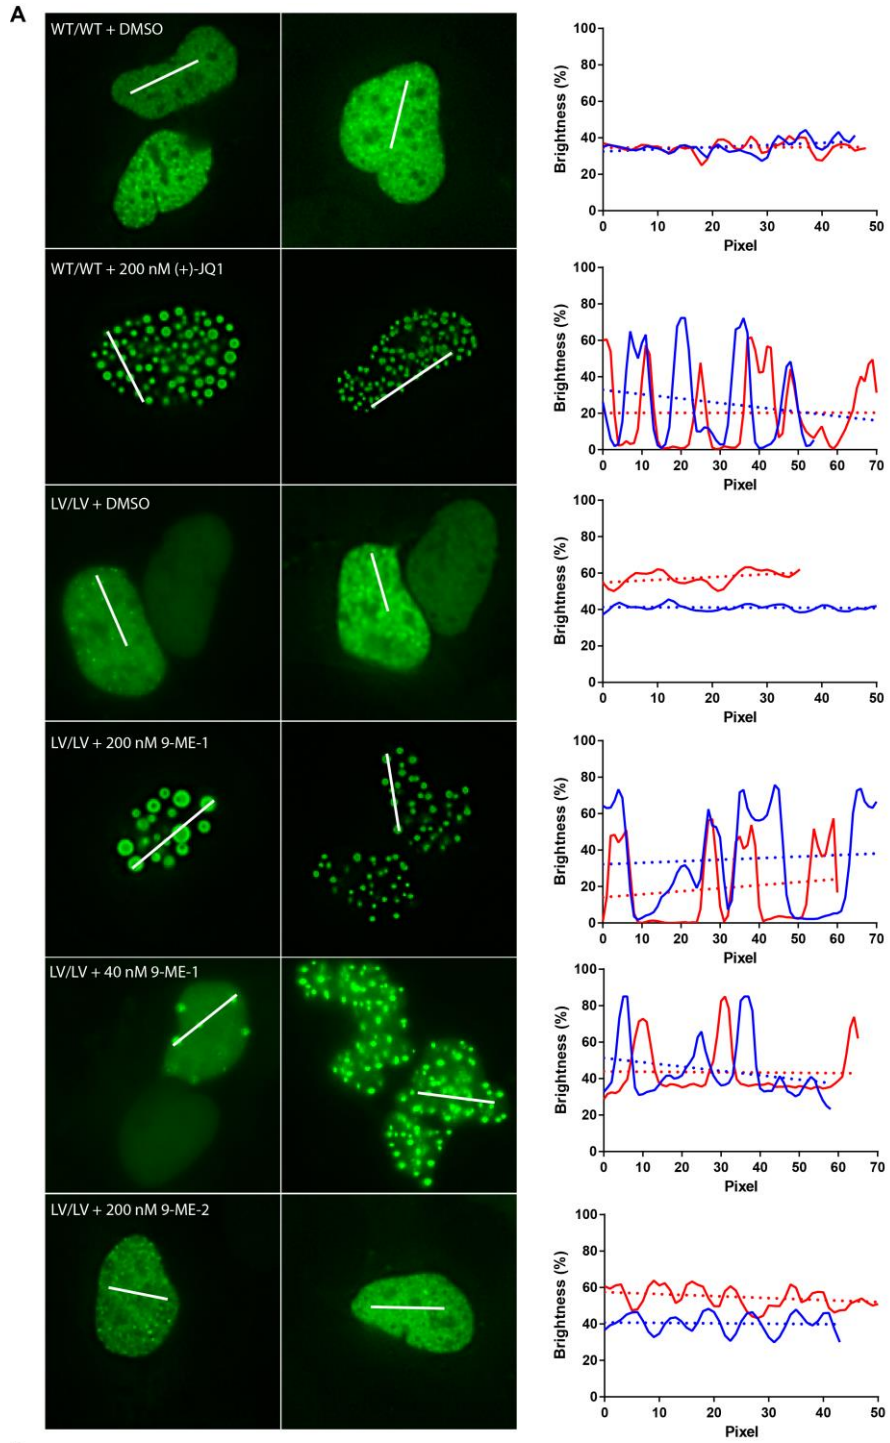 A
WT/WT + DMSO
Brightness (%)
100
80
60
40
20
0
0 10 20 30 40 50
Pixel
WT/WT + 200 nM (+)-JQ1
Brightness (%)
100
80
60
40
20
0
0 10 20 30 40 50 60 70
Pixel
LV/LV + DMSO
Brightness (%)
100
80
60
40
20
0
0 10 20 30 40 50
Pixel
LV/LV + 200 nM 9-ME-1
Brightness (%)
100
80
60
40
20
0
0 10 20 30 40 50 60 70
Pixel
LV/LV + 40 nM 9-ME-1
Brightness (%)
100
80
60
40
20
0
0 10 20 30 40 50 60 70
Pixel
LV/LV + 200 nM 9-ME-2
Brightness (%)
100
80
60
40
20
0
0 10 20 30 40 50
Pixel